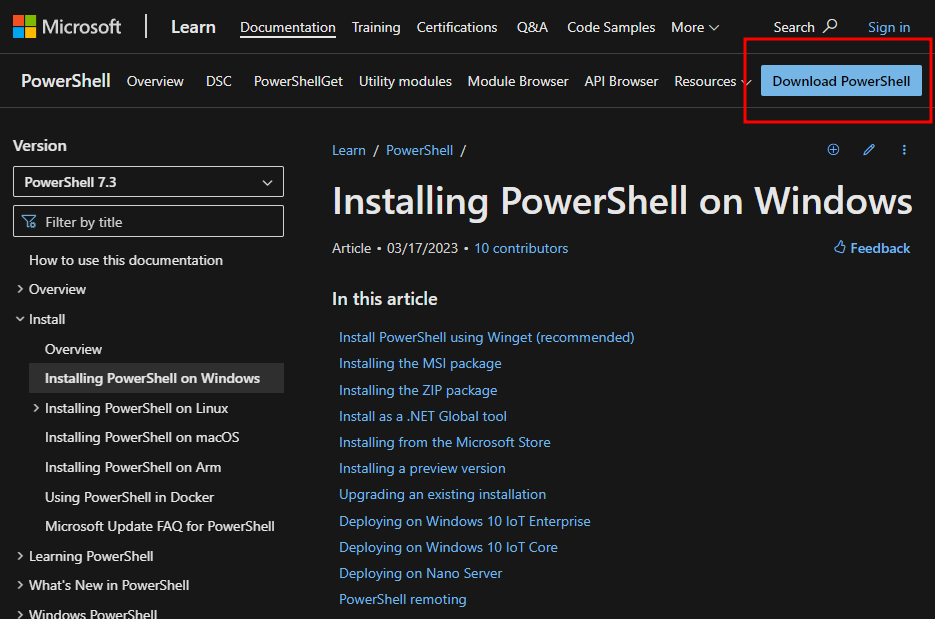 Microsoft Learn Documentation Training Certifications Q&A Code Samples More Search Sign in
PowerShell Overview DSC PowerShellGet Utility modules Module Browser API Browser Resources Download PowerShell
Version
PowerShell 7.3
Filter by title
How to use this documentation
Overview
Install
Overview
Installing PowerShell on Windows
Installing PowerShell on Linux
Installing PowerShell on macOS
Installing PowerShell on Arm
Using PowerShell in Docker
Microsoft Update FAQ for PowerShell
Learning PowerShell
What's New in PowerShell
Windows PowerShell
Learn / PowerShell /
Installing PowerShell on Windows
Article • 03/17/2023 • 10 contributors
Feedback
In this article
Install PowerShell using Winget (recommended)
Installing the MSI package
Installing the ZIP package
Install as a .NET Global tool
Installing from the Microsoft Store
Installing a preview version
Upgrading an existing installation
Deploying on Windows 10 IoT Enterprise
Deploying on Windows 10 IoT Core
Deploying on Nano Server
PowerShell remoting